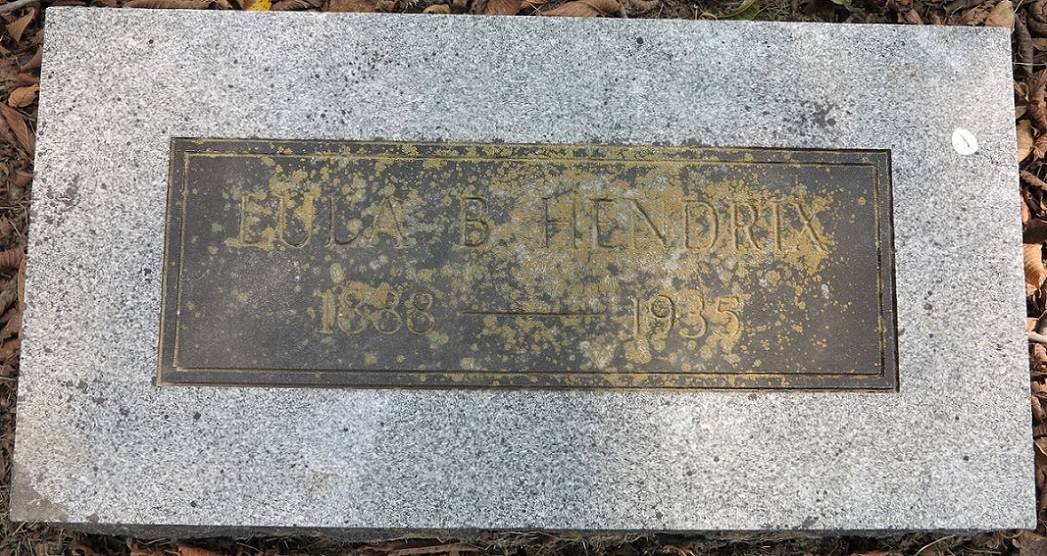 EULA B. HENDRIX
1888 — 1935